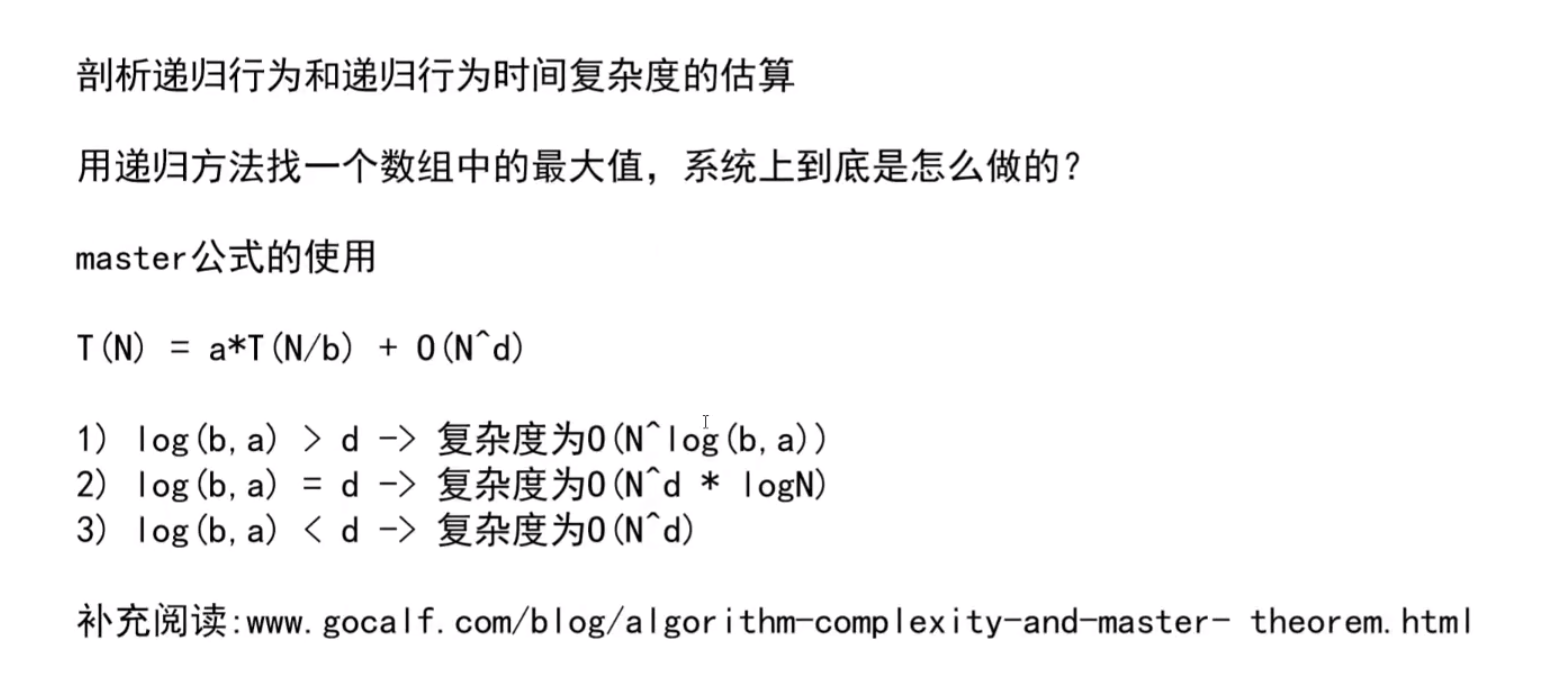 剖析递归行为和递归行为时间复杂度的估算
用递归方法找一个数组中的最大值，系统上到底是怎么做的？
master公式的使用
T(N) = a*T(N/b) + O(N^d)
1) log(b,a) > d -> 复杂度为O(N^log(b,a))
2) log(b,a) = d -> 复杂度为O(N^d * logN)
3) log(b,a) < d -> 复杂度为O(N^d)
补充阅读:www.gocalf.com/blog/algorithm-complexity-and-master- theorem.html